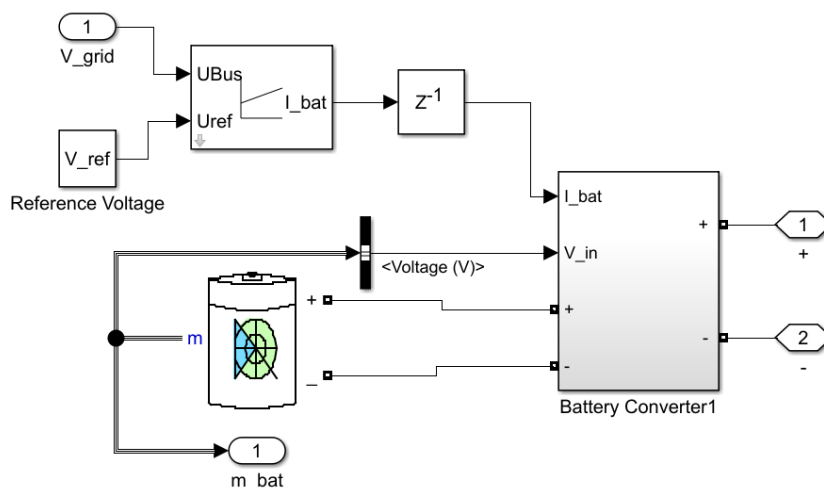 1
V_grid
UBus
Uref
I_bat
Z-1
V_ref
Reference Voltage
I_bat
V_in
+
-
+
-
1
+
2
-
Battery Converter1
<Voltage (V)>
m
+
_
1
m_bat